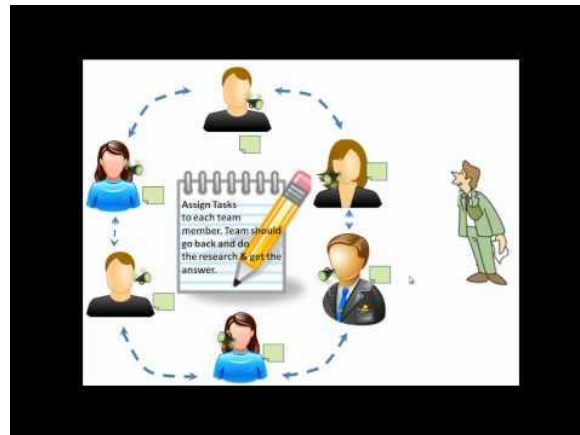 Assign Tasks
to each team
member. Team should
go back and do
the research & get the
answer.